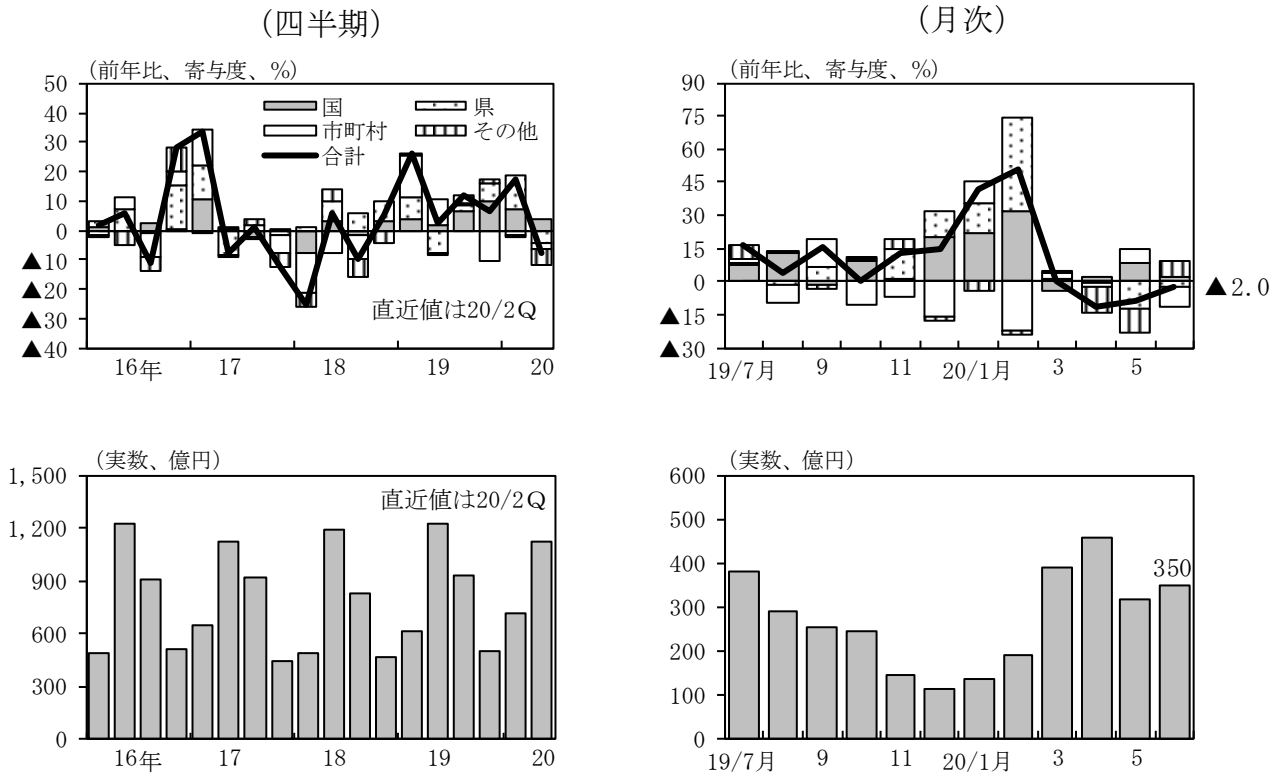 (四半期)
(前年比、寄与度、%)
50
40
30
20
10
0
▲10
▲20
▲30
▲40
国
県
市町村
その他
合計
直近値は20/2Q
16年 17 18 19 20
(月次)
(前年比、寄与度、%)
90
75
60
45
30
15
0
▲15
▲30
▲2.0
19/7月 9 11 20/1月 3 5
(実数、億円)
1,500
1,200
900
600
300
0
直近値は20/2Q
16年 17 18 19 20
(実数、億円)
600
500
400
300
200
100
0
350
19/7月 9 11 20/1月 3 5